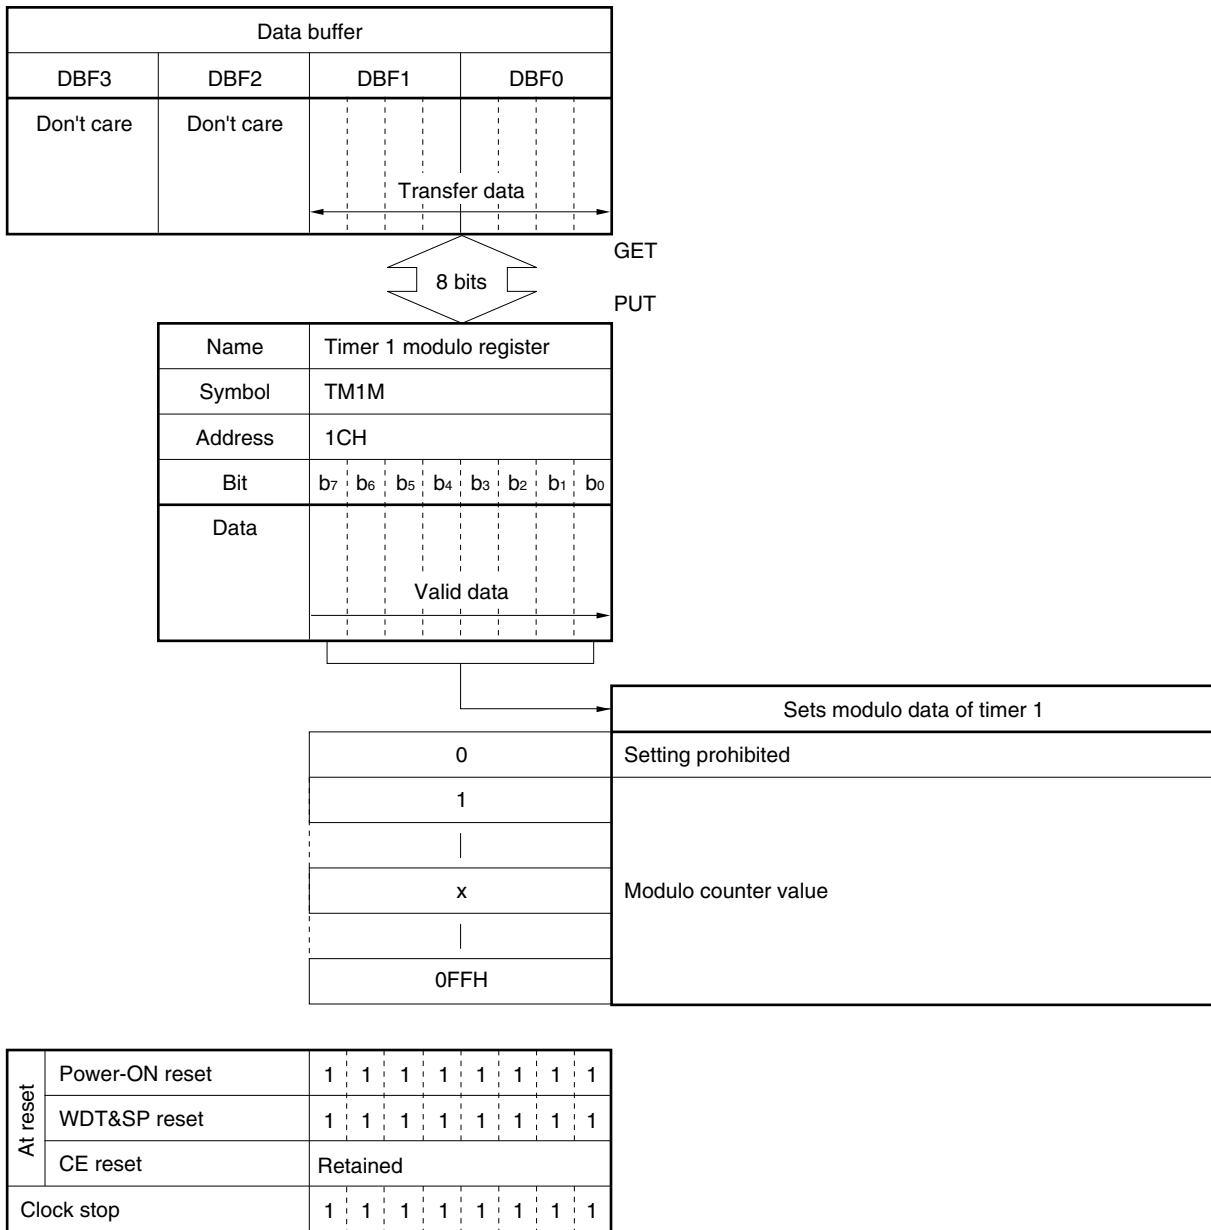 Data buffer
DBF3 DBF2 DBF1 DBF0
Don't care Don't care
Transfer data
GET
8 bits
PUT
Name Timer 1 modulo register
Symbol TM1M
Address 1CH
Bit b7 b6 b5 b4 b3 b2 b1 b0
Data
Valid data
Sets modulo data of timer 1
0 Setting prohibited
1
x Modulo counter value
0FFH
At reset
Power-ON reset 1 1 1 1 1 1 1 1
WDT&SP reset 1 1 1 1 1 1 1 1
CE reset Retained
Clock stop 1 1 1 1 1 1 1 1